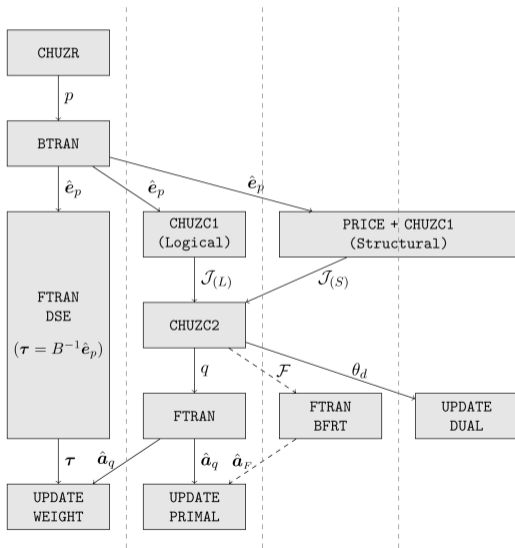 CHUZR
p
BTRAN
ê_p
ê_p
ê_p
CHUZC1
(Logical)
PRICE + CHUZC1
(Structural)
𝒥_(L)
𝒥_(S)
FTRAN
DSE
(τ = B⁻¹ê_p)
CHUZC2
q
ℱ
θ_d
FTRAN
FTRAN
BFRT
UPDATE
DUAL
τ
â_q
â_q
â_F
UPDATE
WEIGHT
UPDATE
PRIMAL